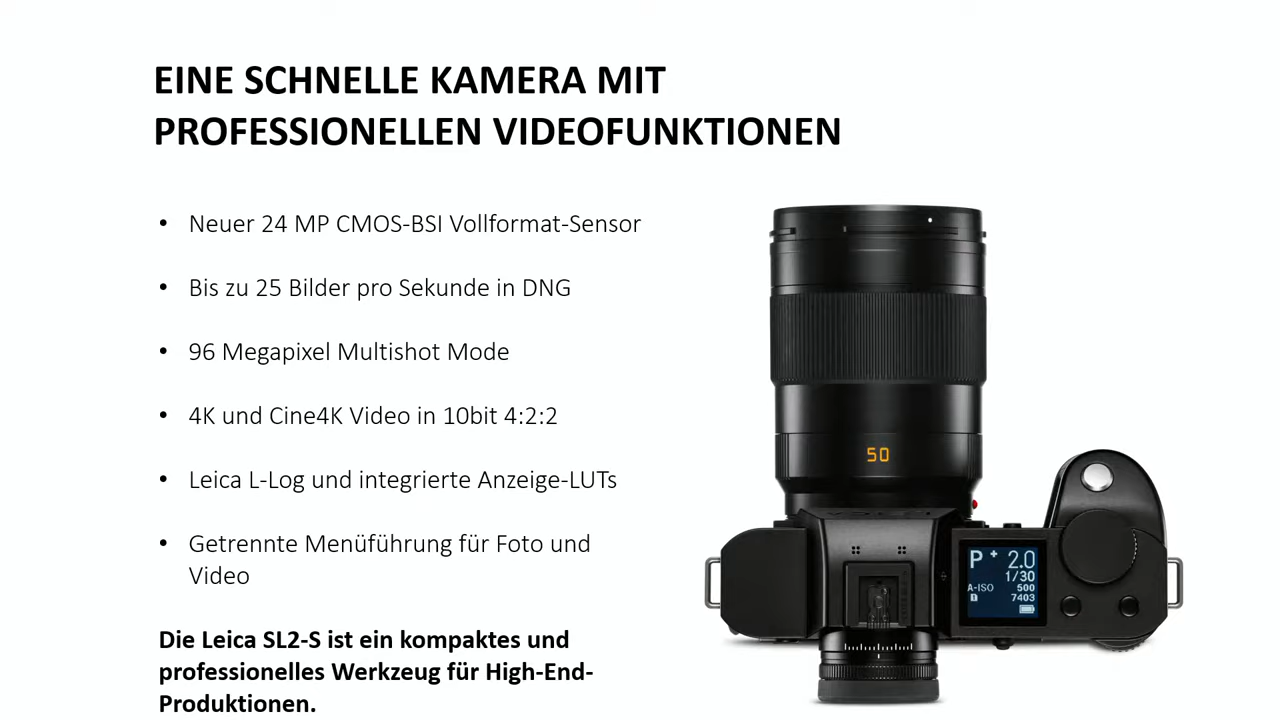 EINE SCHNELLE KAMERA MIT
PROFESSIONELLEN VIDEOFUNKTIONEN
• Neuer 24 MP CMOS-BSI Vollformat-Sensor
• Bis zu 25 Bilder pro Sekunde in DNG
• 96 Megapixel Multishot Mode
• 4K und Cine4K Video in 10bit 4:2:2
• Leica L-Log und integrierte Anzeige-LUTs
• Getrennte Menüführung für Foto und
Video
Die Leica SL2-S ist ein kompaktes und
professionelles Werkzeug für High-End-
Produktionen.
50
LEICA
P + 2.0
1/30
A-ISO 500
7403